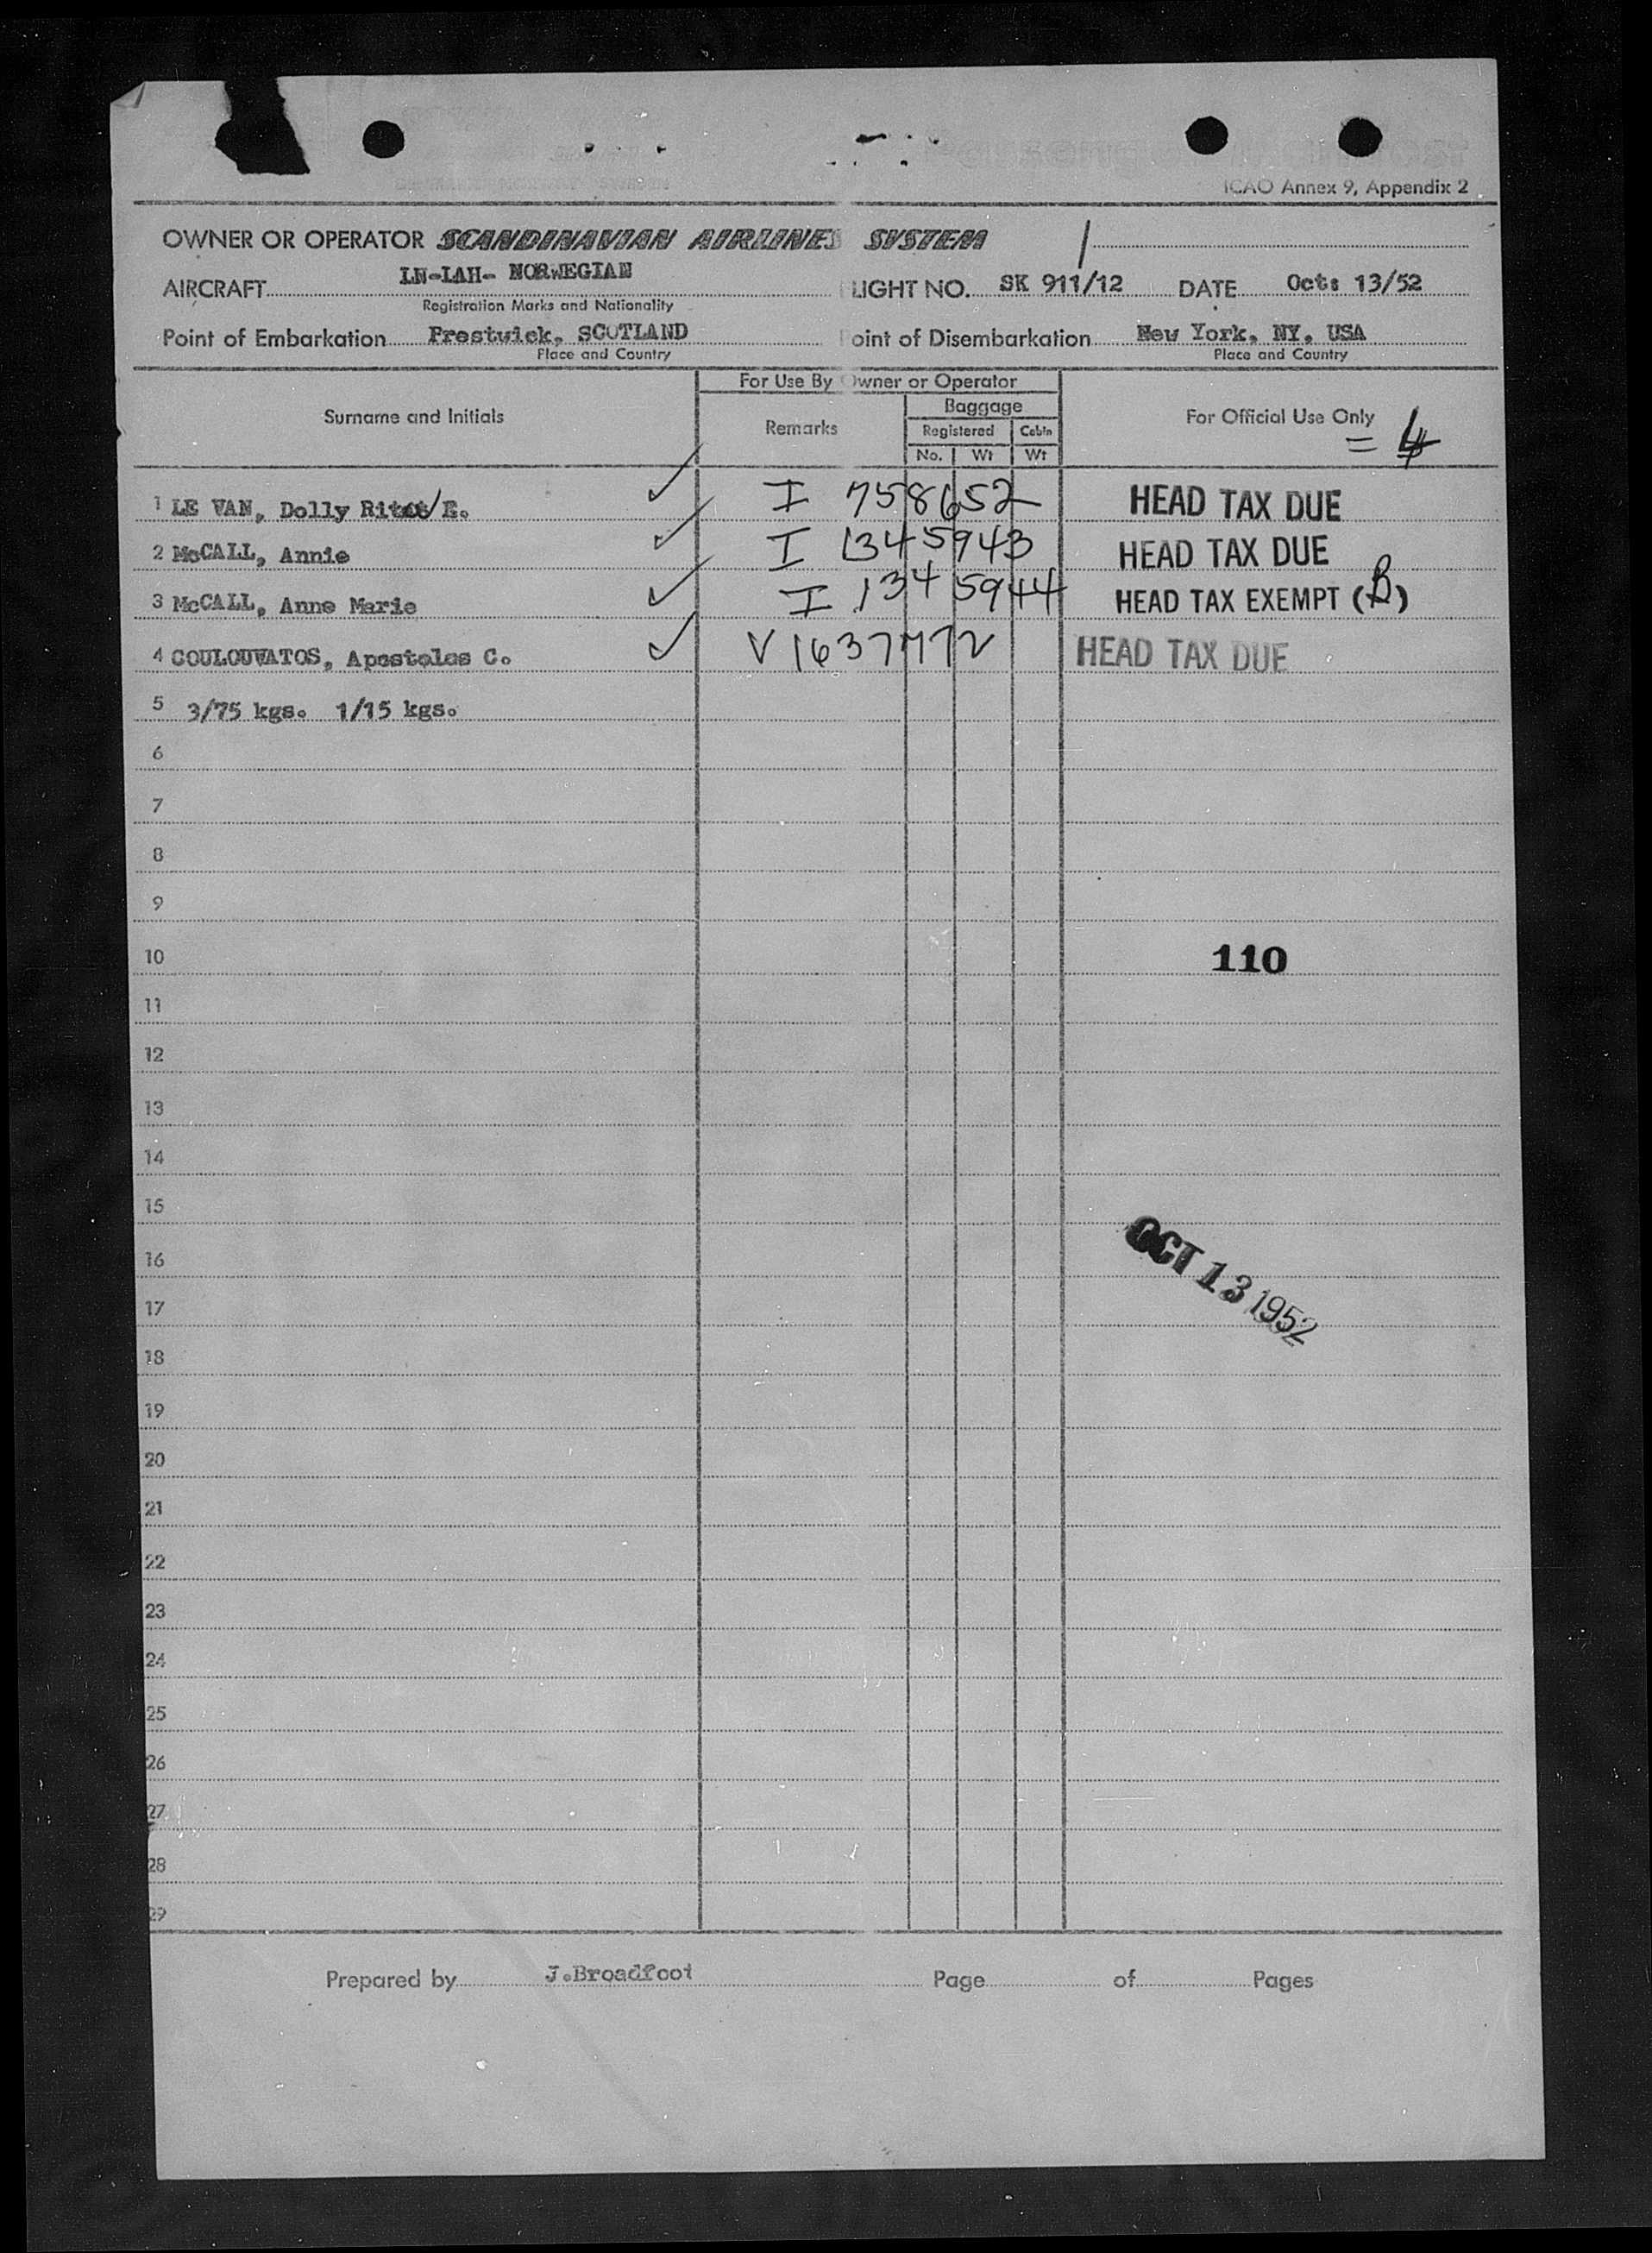 ICAO Annex 9, Appendix 2
OWNER OR OPERATOR SCANDINAVIAN AIRLINES SYSTEM /
AIRCRAFT LN-LAH- NORWEGIAN LIGHT NO. SK 911/12 DATE Oct: 13/52
Registration Marks and Nationality
Point of Embarkation Prestwick, SCOTLAND oint of Disembarkation New York, NY. USA
Place and Country Place and Country
For Use By Owner or Operator
Surname and Initials Remarks Baggage For Official Use Only
Registered Cabin = 4
No. Wt Wt
1 LE VAN, Dolly E. I 758652 HEAD TAX DUE
2 McCALL, Annie I 1345943 HEAD TAX DUE
3 McCALL, Anne Marie I 1345944 HEAD TAX EXEMPT (B)
4 COULOUVATOS, Apostolos C. V 1637772 HEAD TAX DUE
5 3/75 kgs. 1/15 kgs.
6
7
8
9
10 110
11
12
13
14
15
16 OCT 13 1952
17
18
19
20
21
22
23
24
25
26
27
28
29
Prepared by J.Broadfoot Page of Pages